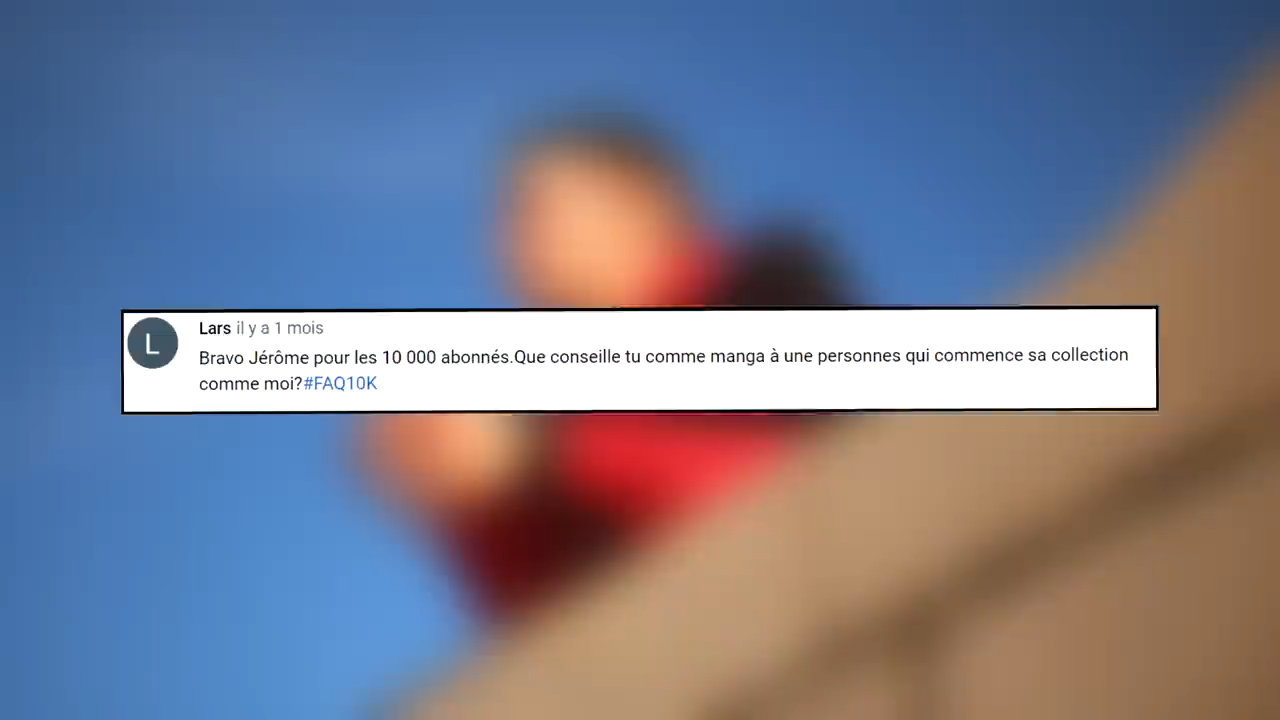 L
Lars il y a 1 mois
Bravo Jérôme pour les 10 000 abonnés.Que conseille tu comme manga à une personnes qui commence sa collection
comme moi?#FAQ10K